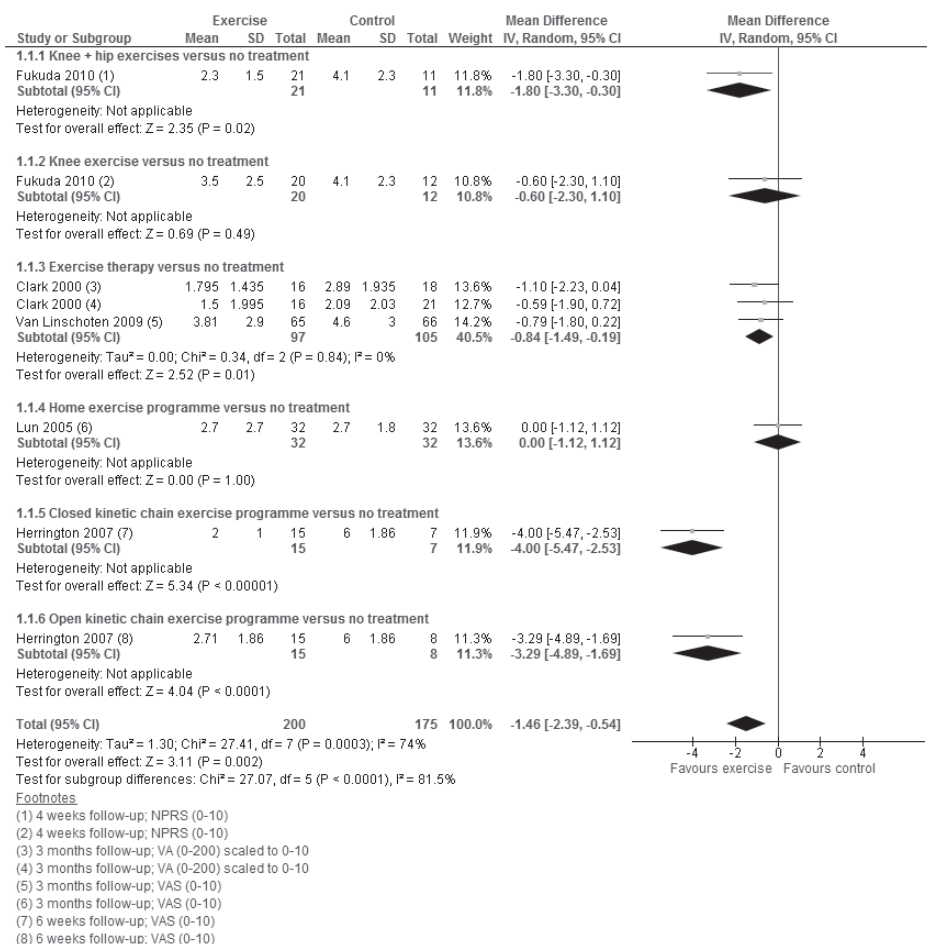 Exercise Control Mean Difference Mean Difference
Study or Subgroup Mean SD Total Mean SD Total Weight IV, Random, 95% CI IV, Random, 95% CI
1.1.1 Knee + hip exercises versus no treatment
Fukuda 2010 (1) 2.3 1.5 21 4.1 2.3 11 11.8% -1.80 [-3.30, -0.30]
Subtotal (95% CI) 21 11 11.8% -1.80 [-3.30, -0.30]
Heterogeneity: Not applicable
Test for overall effect: Z = 2.35 (P = 0.02)
1.1.2 Knee exercise versus no treatment
Fukuda 2010 (2) 3.5 2.5 20 4.1 2.3 12 10.8% -0.60 [-2.30, 1.10]
Subtotal (95% CI) 20 12 10.8% -0.60 [-2.30, 1.10]
Heterogeneity: Not applicable
Test for overall effect: Z = 0.69 (P = 0.49)
1.1.3 Exercise therapy versus no treatment
Clark 2000 (3) 1.795 1.435 16 2.89 1.935 18 13.6% -1.10 [-2.23, 0.04]
Clark 2000 (4) 1.5 1.995 16 2.09 2.03 21 12.7% -0.59 [-1.90, 0.72]
Van Linschoten 2009 (5) 3.81 2.9 65 4.6 3 66 14.2% -0.79 [-1.80, 0.22]
Subtotal (95% CI) 97 105 40.5% -0.84 [-1.49, -0.19]
Heterogeneity: Tau² = 0.00; Chi² = 0.34, df = 2 (P = 0.84); I² = 0%
Test for overall effect: Z = 2.52 (P = 0.01)
1.1.4 Home exercise programme versus no treatment
Lun 2005 (6) 2.7 2.7 32 2.7 1.8 32 13.6% 0.00 [-1.12, 1.12]
Subtotal (95% CI) 32 32 13.6% 0.00 [-1.12, 1.12]
Heterogeneity: Not applicable
Test for overall effect: Z = 0.00 (P = 1.00)
1.1.5 Closed kinetic chain exercise programme versus no treatment
Herrington 2007 (7) 2 1 15 6 1.86 7 11.9% -4.00 [-5.47, -2.53]
Subtotal (95% CI) 15 7 11.9% -4.00 [-5.47, -2.53]
Heterogeneity: Not applicable
Test for overall effect: Z = 5.34 (P < 0.00001)
1.1.6 Open kinetic chain exercise programme versus no treatment
Herrington 2007 (8) 2.71 1.86 15 6 1.86 8 11.3% -3.29 [-4.89, -1.69]
Subtotal (95% CI) 15 8 11.3% -3.29 [-4.89, -1.69]
Heterogeneity: Not applicable
Test for overall effect: Z = 4.04 (P < 0.0001)
Total (95% CI) 200 175 100.0% -1.46 [-2.39, -0.54]
Heterogeneity: Tau² = 1.30; Chi² = 27.41, df = 7 (P = 0.0003); I² = 74%
Test for overall effect: Z = 3.11 (P = 0.002)
Test for subgroup differences: Chi² = 27.07, df = 5 (P < 0.0001), I² = 81.5%
-4 -2 0 2 4
Favours exercise Favours control
Footnotes
(1) 4 weeks follow-up; NPRS (0-10)
(2) 4 weeks follow-up; NPRS (0-10)
(3) 3 months follow-up; VA (0-200) scaled to 0-10
(4) 3 months follow-up; VA (0-200) scaled to 0-10
(5) 3 months follow-up; VAS (0-10)
(6) 3 months follow-up; VAS (0-10)
(7) 6 weeks follow-up; VAS (0-10)
(8) 6 weeks follow-up; VAS (0-10)